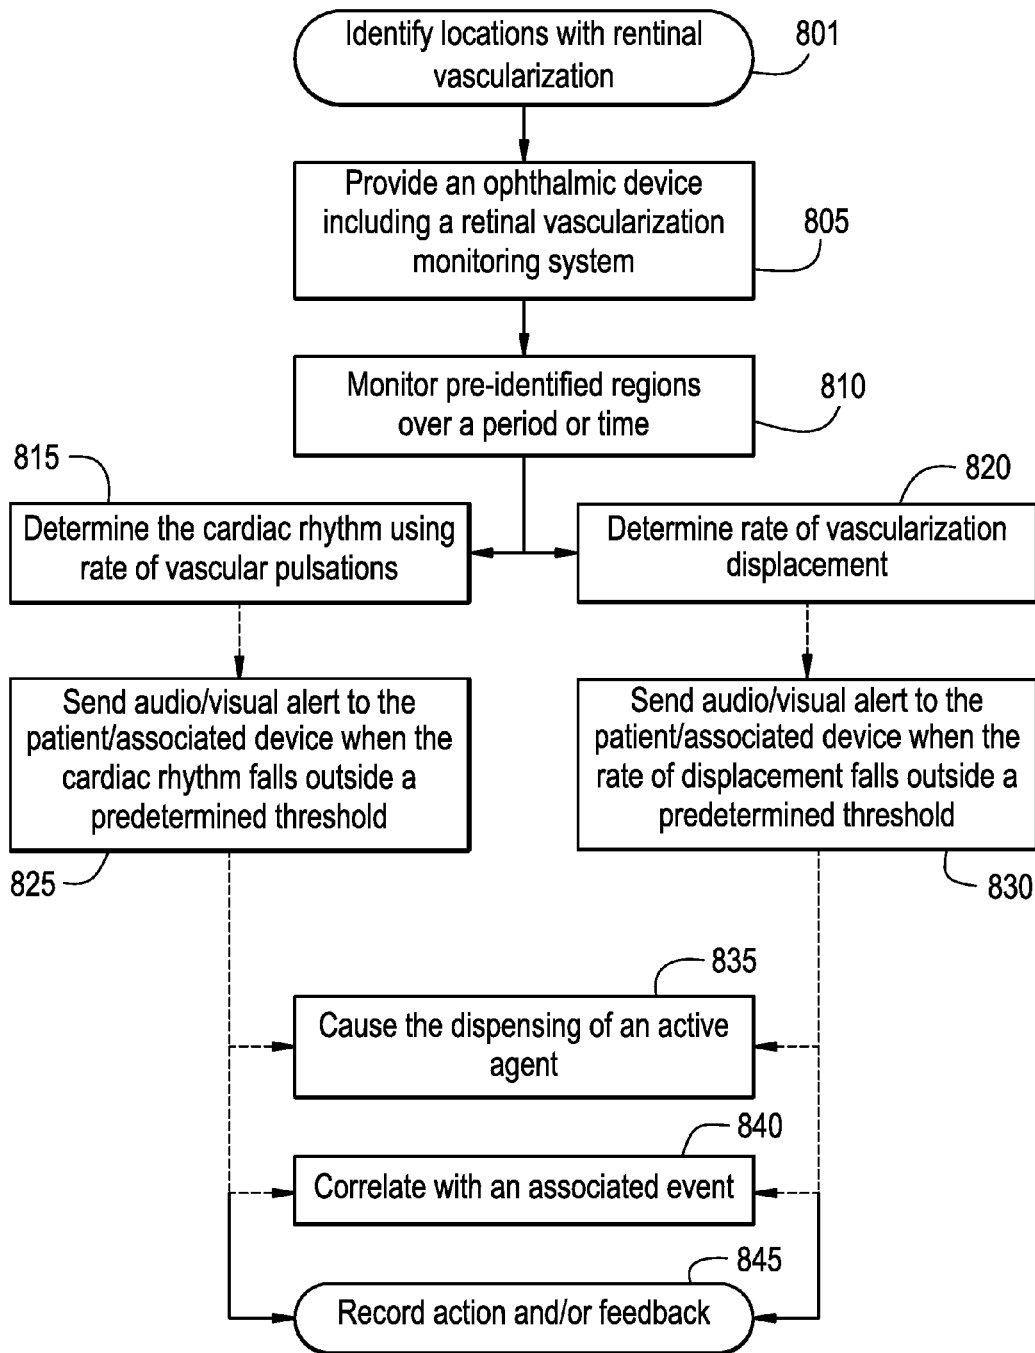 Identify locations with rentinal
vascularization
801
Provide an ophthalmic device
including a retinal vascularization
monitoring system
805
Monitor pre-identified regions
over a period or time
810
815
820
Determine the cardiac rhythm using
rate of vascular pulsations
Determine rate of vascularization
displacement
Send audio/visual alert to the
patient/associated device when the
cardiac rhythm falls outside a
predetermined threshold
Send audio/visual alert to the
patient/associated device when the
rate of displacement falls outside a
predetermined threshold
825
830
835
Cause the dispensing of an active
agent
840
Correlate with an associated event
845
Record action and/or feedback